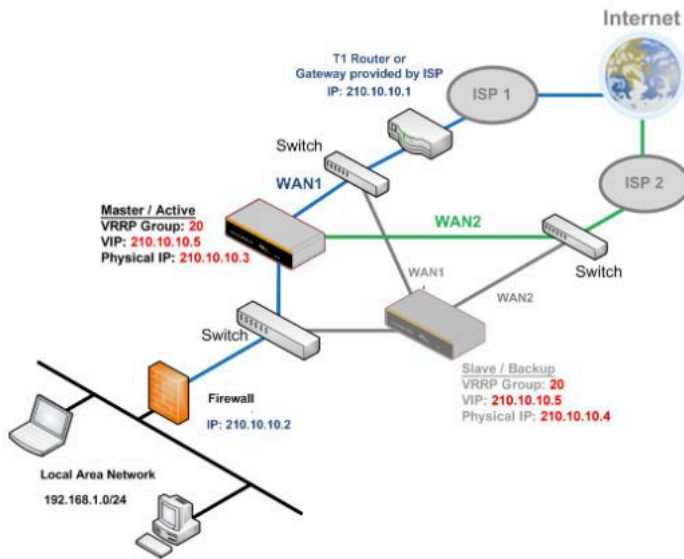 Internet
T1 Router or
Gateway provided by ISP
IP: 210.10.10.1
ISP 1
Switch
WAN1
ISP 2
Master / Active
VRRP Group: 20
VIP: 210.10.10.5
Physical IP: 210.10.10.3
WAN2
Switch
WAN1
WAN2
Switch
Slave / Backup
VRRP Group: 20
VIP: 210.10.10.5
Physical IP: 210.10.10.4
Firewall
IP: 210.10.10.2
Local Area Network
192.168.1.0/24